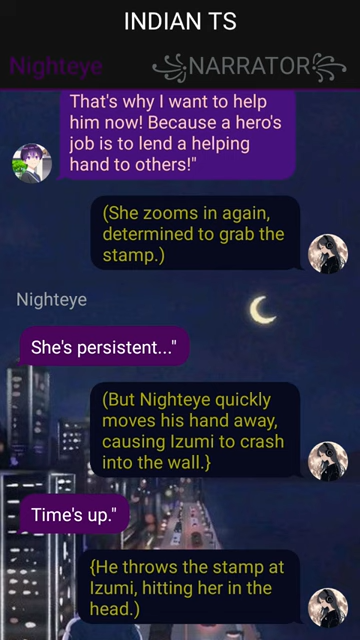 INDIAN TS
Nighteye
NARRATOR
That's why I want to help
him now! Because a hero's
job is to lend a helping
hand to others!"
(She zooms in again,
determined to grab the
stamp.)
Nighteye
She's persistent..."
(But Nighteye quickly
moves his hand away,
causing Izumi to crash
into the wall.}
Time's up."
{He throws the stamp at
Izumi, hitting her in the
head.)